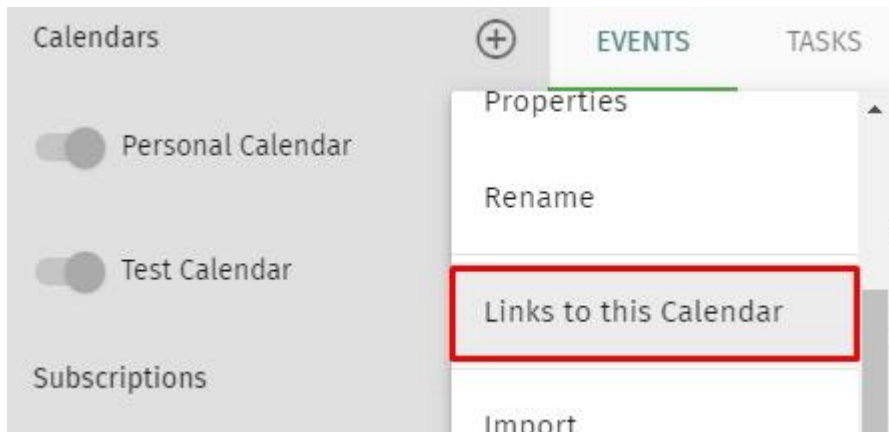 Calendars
EVENTS TASKS
Properties
Personal Calendar
Rename
Test Calendar
Links to this Calendar
Subscriptions
Import